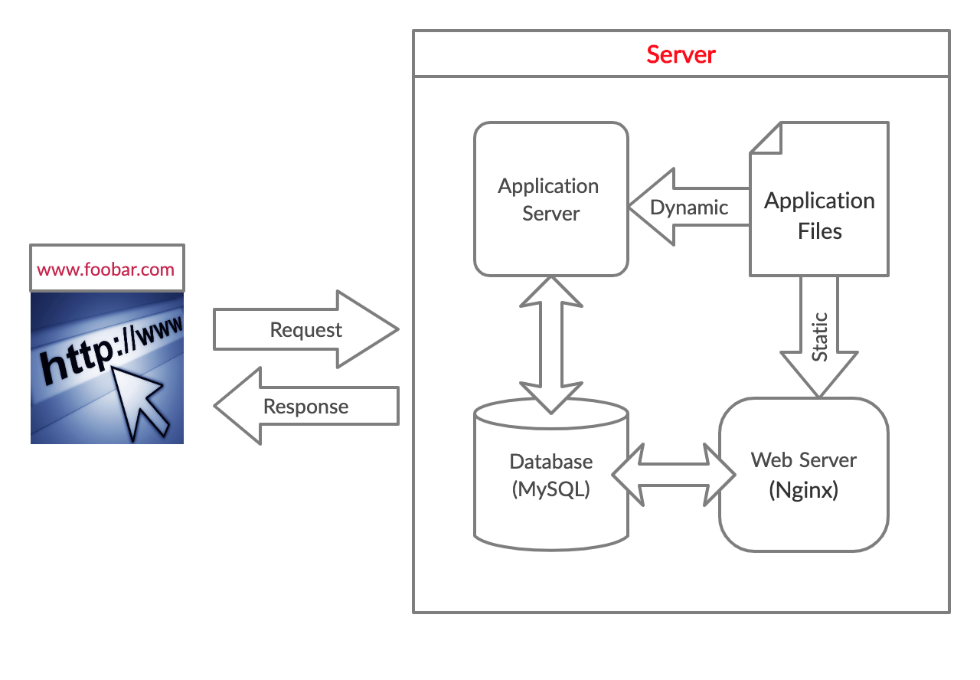 Server
Application
Server
Dynamic
Application
Files
www.foobar.com
http://www
Request
Static
Response
Database
(MySQL)
Web Server
(Nginx)